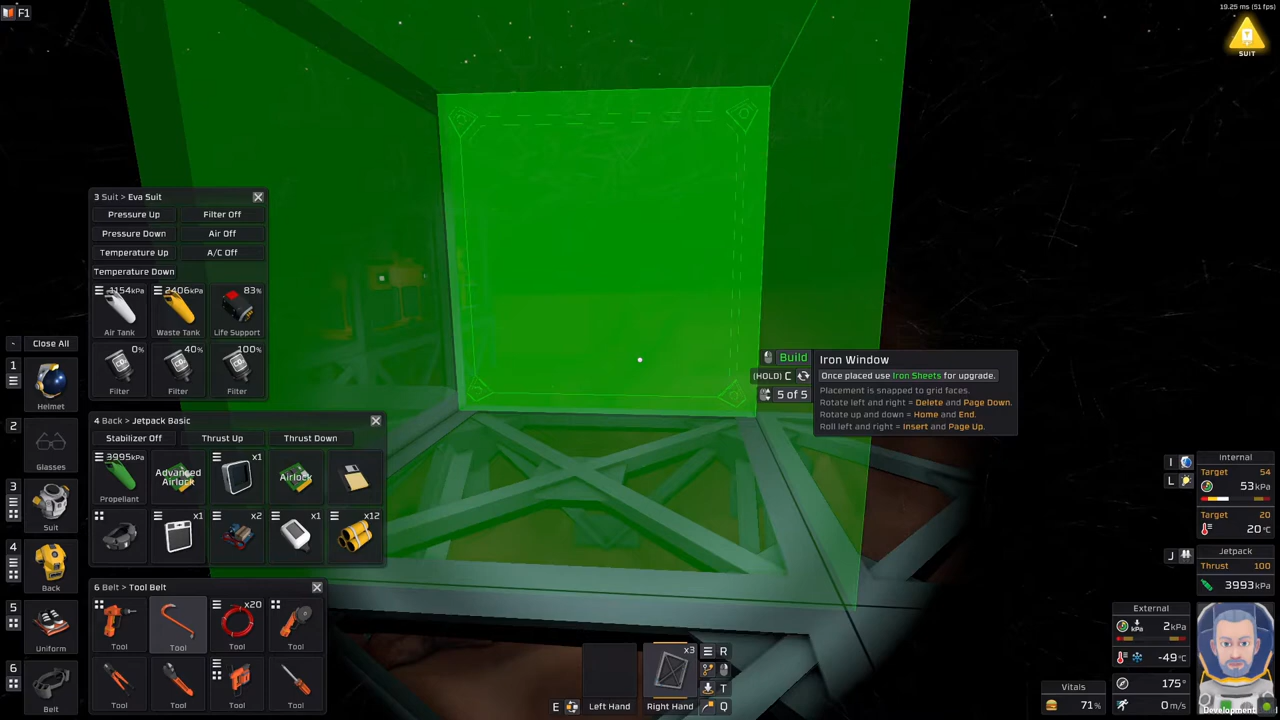 F1
19.25 ms (51 fps)
SUIT
3 Suit > Eva Suit
Pressure Up
Filter Off
Pressure Down
Air Off
Temperature Up
A/C Off
Temperature Down
1154kPa
2406kPa
83%
Air Tank
Waste Tank
Life Support
0%
40%
100%
Filter
Filter
Filter
Close All
1
Helmet
2
Glasses
3
Suit
4
Back
5
Uniform
6
Belt
4 Back > Jetpack Basic
Stabilizer Off
Thrust Up
Thrust Down
3995kPa
Propellant
Advanced Airlock
x1
Airlock
x1
x2
x1
x12
6 Belt > Tool Belt
x20
Tool
Tool
Tool
Tool
Tool
Tool
Tool
Tool
Build
(HOLD) C
5 of 5
Iron Window
Once placed use Iron Sheets for upgrade.
Placement is snapped to grid faces.
Rotate left and right = Delete and Page Down.
Rotate up and down = Home and End.
Roll left and right = Insert and Page Up.
E
Left Hand
x3
Right Hand
R
T
Q
I
L
J
Internal
Target 54
53kPa
Target 20
20°C
Jetpack
Thrust 100
3993kPa
External
kPa
2kPa
-49°C
175°
0m/s
Vitals
71%
Development